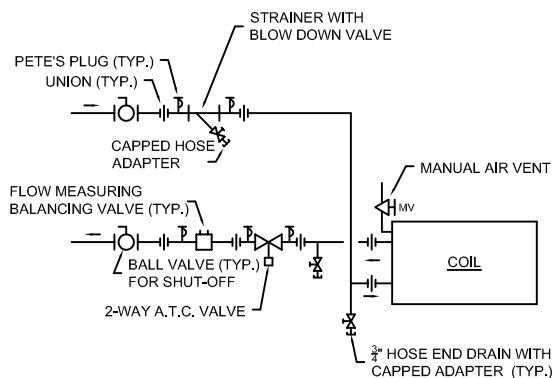 STRAINER WITH
BLOW DOWN VALVE
PETE'S PLUG (TYP.)
UNION (TYP.)
CAPPED HOSE
ADAPTER
MANUAL AIR VENT
FLOW MEASURING
BALANCING VALVE (TYP.)
MV
COIL
BALL VALVE (TYP.)
FOR SHUT-OFF
2-WAY A.T.C. VALVE
3/4" HOSE END DRAIN WITH
CAPPED ADAPTER (TYP.)